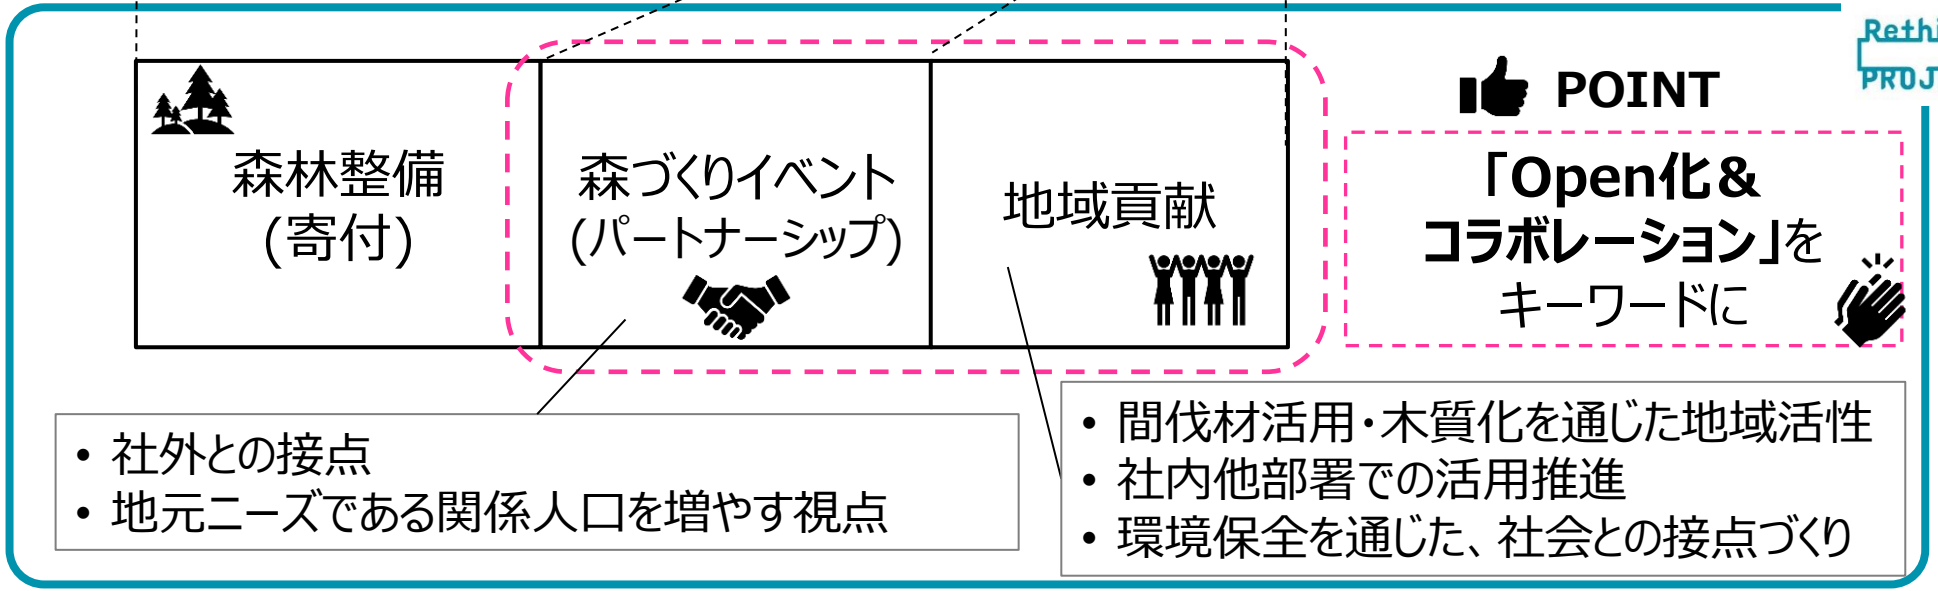 森林整備
(寄付)
森づくりイベント
(パートナーシップ)
地域貢献
POINT
「Open化&
コラボレーション」を
キーワードに
• 社外との接点
• 地元ニーズである関係人口を増やす視点
• 間伐材活用・木質化を通じた地域活性
• 社内他部署での活用推進
• 環境保全を通じた、社会との接点づくり